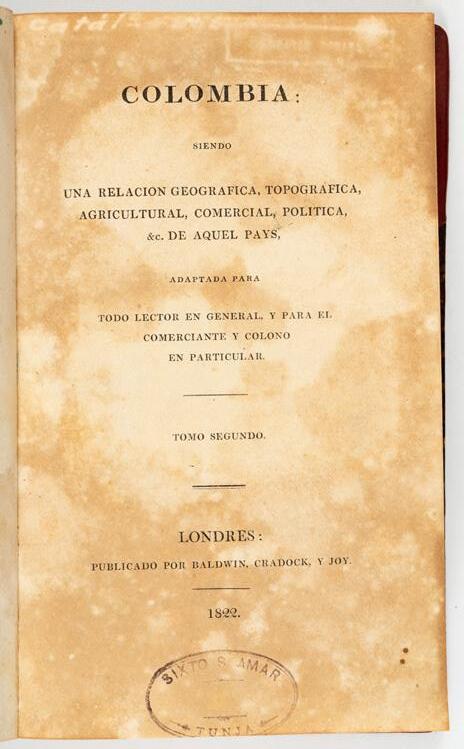 COLOMBIA:
SIENDO
UNA RELACION GEOGRAFICA, TOPOGRAFICA,
AGRICULTURAL, COMERCIAL, POLITICA,
&c. DE AQUEL PAYS,
ADAPTADA PARA
TODO LECTOR EN GENERAL, Y PARA EL
COMERCIANTE Y COLONO
EN PARTICULAR.
TOMO SEGUNDO.
LONDRES:
PUBLICADO POR BALDWIN, CRADOCK, Y JOY.
1822.
SIXTO S. AMAR
TUNJA